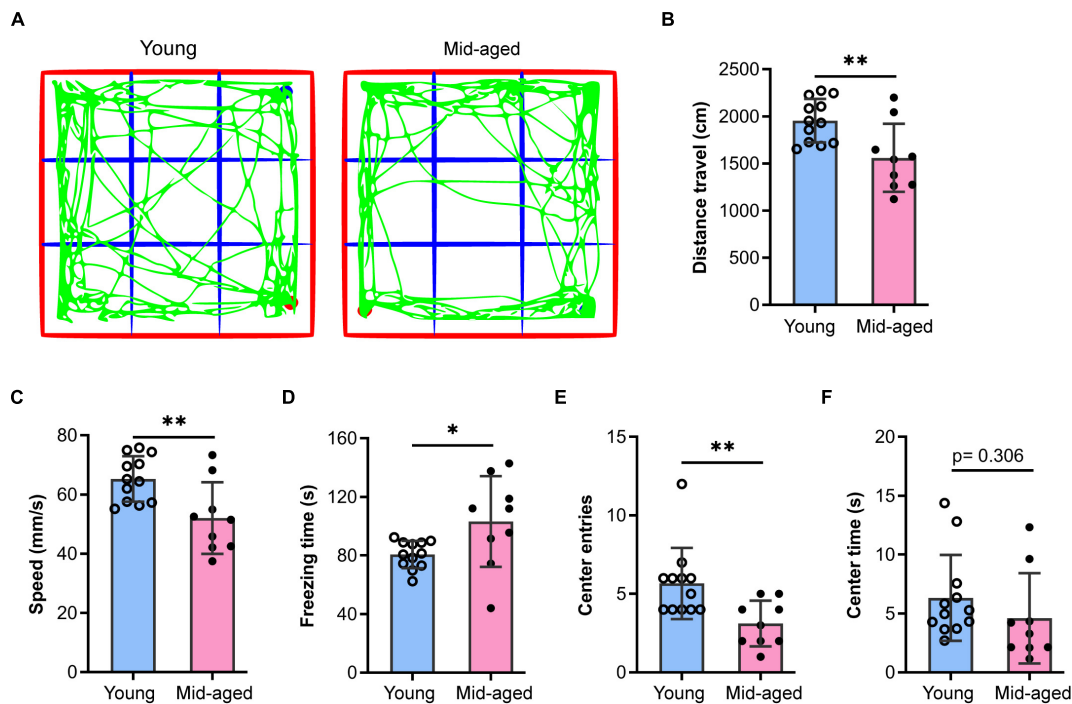 A
Young
Mid-aged
B
**
2500
2000
1500
1000
500
0
Distance travel (cm)
Young
Mid-aged
C
**
80
60
40
20
0
Speed (mm/s)
Young
Mid-aged
D
*
160
120
80
40
0
Freezing time (s)
Young
Mid-aged
E
**
15
10
5
0
Center entries
Young
Mid-aged
F
p= 0.306
20
15
10
5
0
Center time (s)
Young
Mid-aged